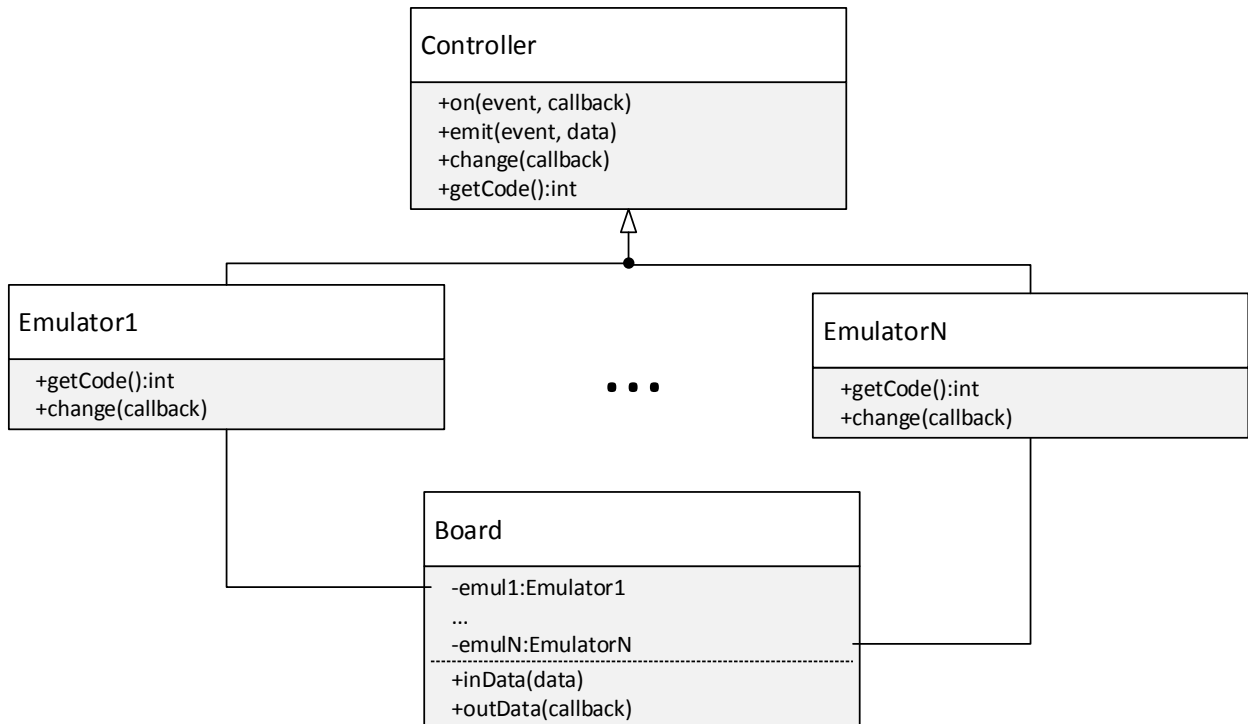 Controller
+on(event, callback)
+emit(event, data)
+change(callback)
+getCode():int
Emulator1
+getCode():int
+change(callback)
...
EmulatorN
+getCode():int
+change(callback)
Board
-emul1:Emulator1
...
-emulN:EmulatorN
+inData(data)
+outData(callback)